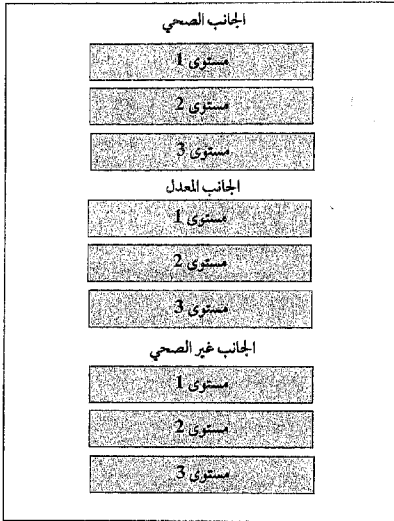 الجانب الصحي
مستوى 1
مستوى 2
مستوى 3
الجانب المعدل
مستوى 1
مستوى 2
مستوى 3
الجانب غير الصحي
مستوى 1
مستوى 2
مستوى 3